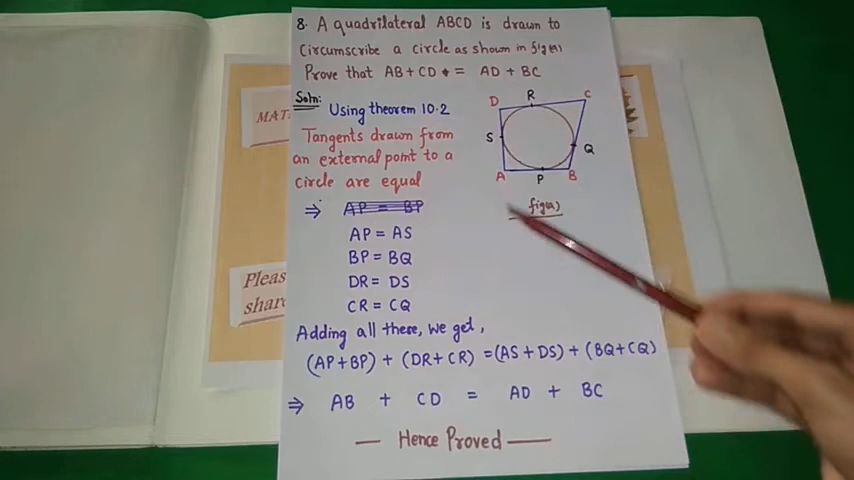 8. A quadrilateral ABCD is drawn to
Circumscribe a circle as shown in fig(a)
Prove that AB + CD = AD + BC
Soln:
Using theorem 10.2
Tangents drawn from
an external point to a
circle are equal
D R C
S Q
A P B
fig(a)
⇒ AP = BP
AP = AS
BP = BQ
DR = DS
CR = CQ
Adding all these, we get,
(AP+BP) + (DR+CR) = (AS+DS) + (BQ+CQ)
⇒ AB + CD = AD + BC
— Hence Proved —
MAT
Pleas
share